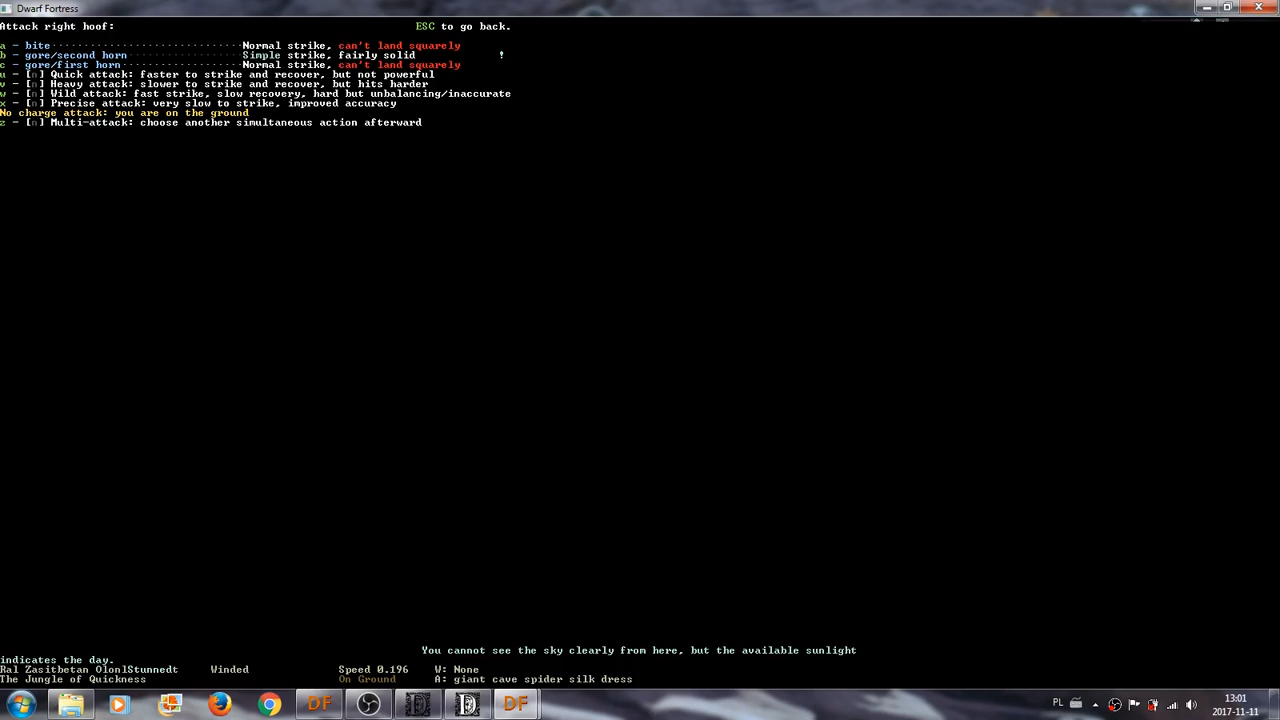 Dwarf Fortress
Attack right hoof: ESC to go back.
a - bite Normal strike, can't land squarely
b - gore/second horn Simple strike, fairly solid !
c - gore/first horn Normal strike, can't land squarely
u - [n] Quick attack: faster to strike and recover, but not powerful
v - [n] Heavy attack: slower to strike and recover, but hits harder
w - [n] Wild attack: fast strike, slow recovery, hard but unbalancing/inaccurate
x - [n] Precise attack: very slow to strike, improved accuracy
No charge attack: you are on the ground
z - [n] Multi-attack: choose another simultaneous action afterward
You cannot see the sky clearly from here, but the available sunlight
indicates the day.
Ral Zasitbetan OlonlStunnedt Winded Speed 0.196 W: None
The Jungle of Quickness On Ground A: giant cave spider silk dress
DF D D DF PL 13:01
2017-11-11